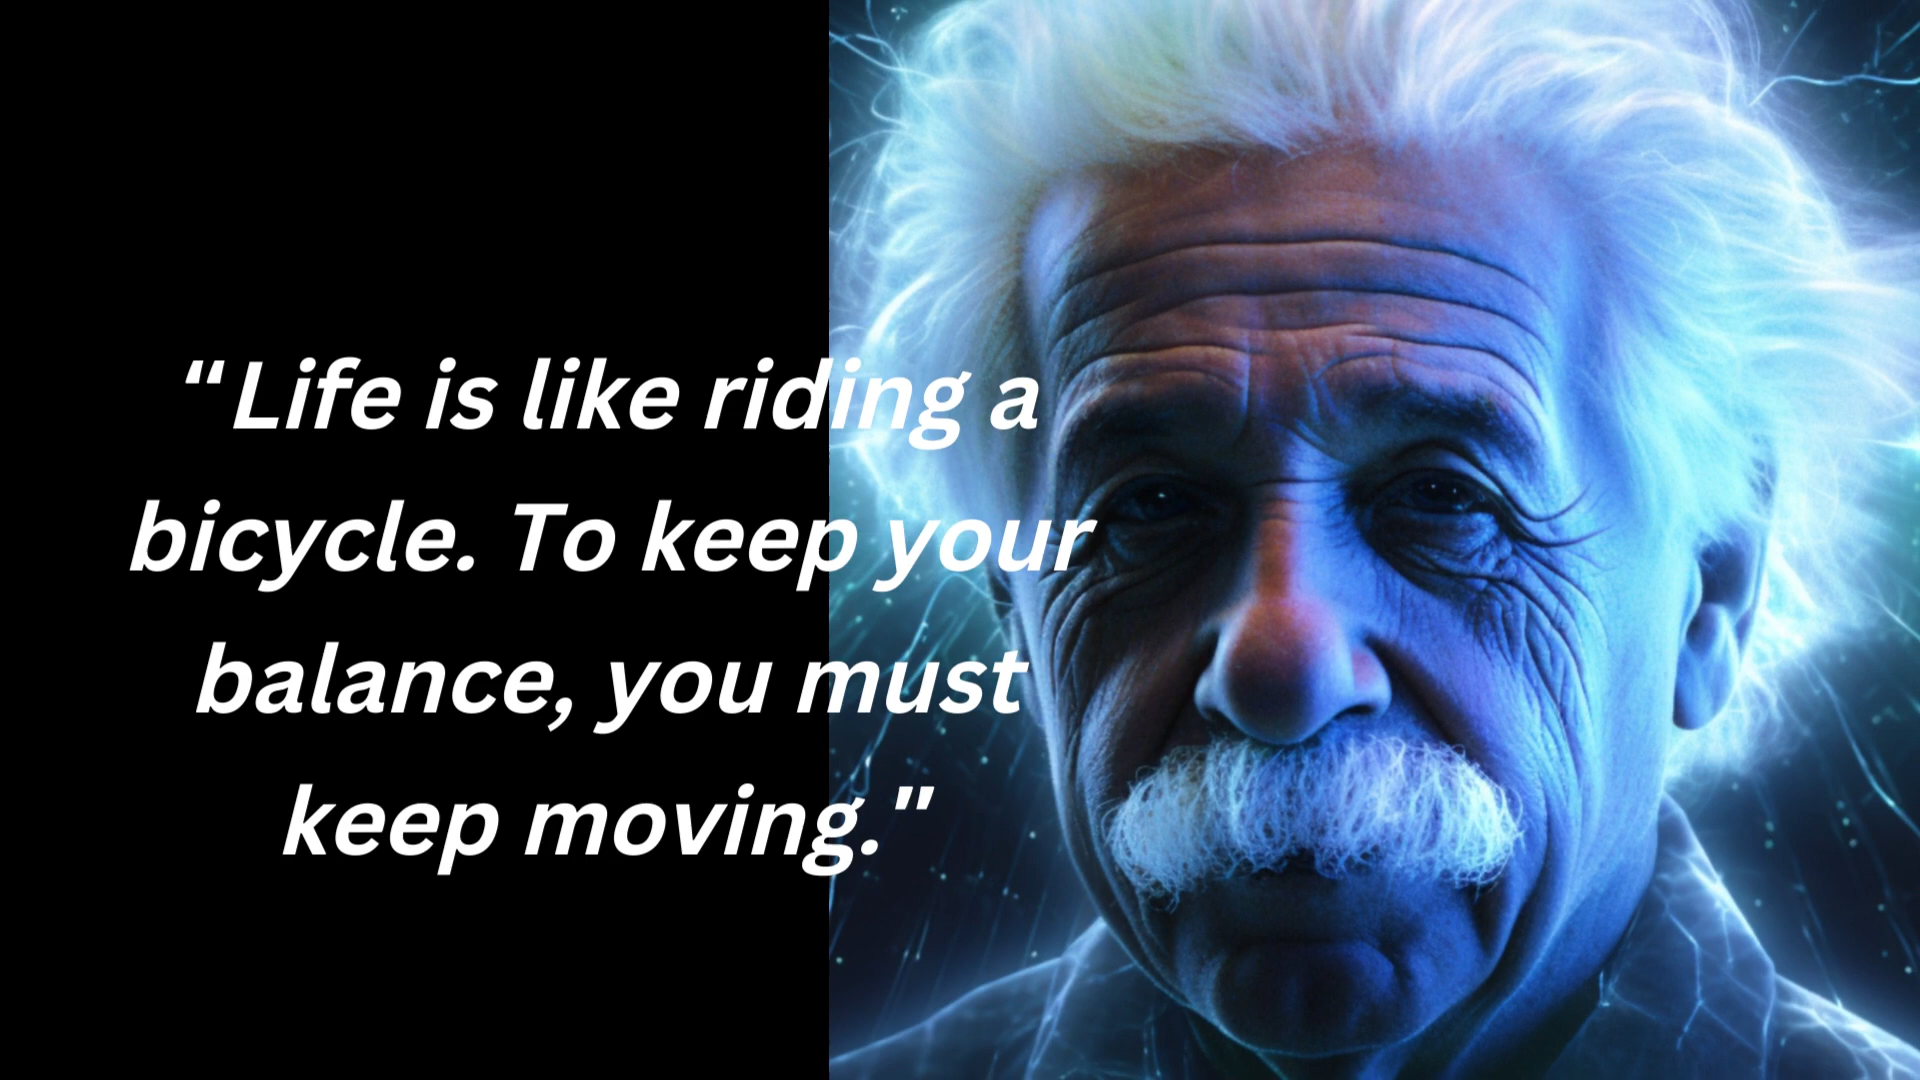 “Life is like riding a
bicycle. To keep your
balance, you must
keep moving."